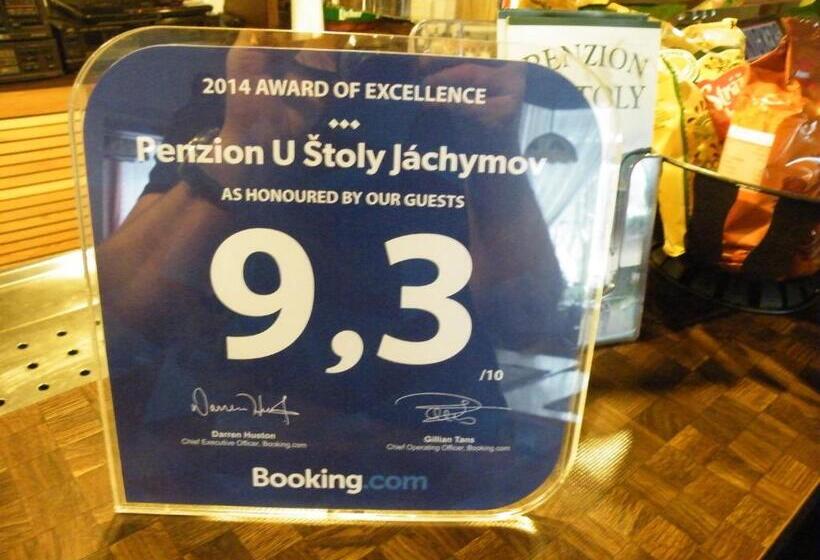 2014 AWARD OF EXCELLENCE
Penzion U Štoly Jáchymov
AS HONOURED BY OUR GUESTS
9,3
/10
Darren Huston
Chief Executive Officer, Booking.com
Gillian Tans
Chief Operating Officer, Booking.com
Booking.com
PENZION
ŠTOLY